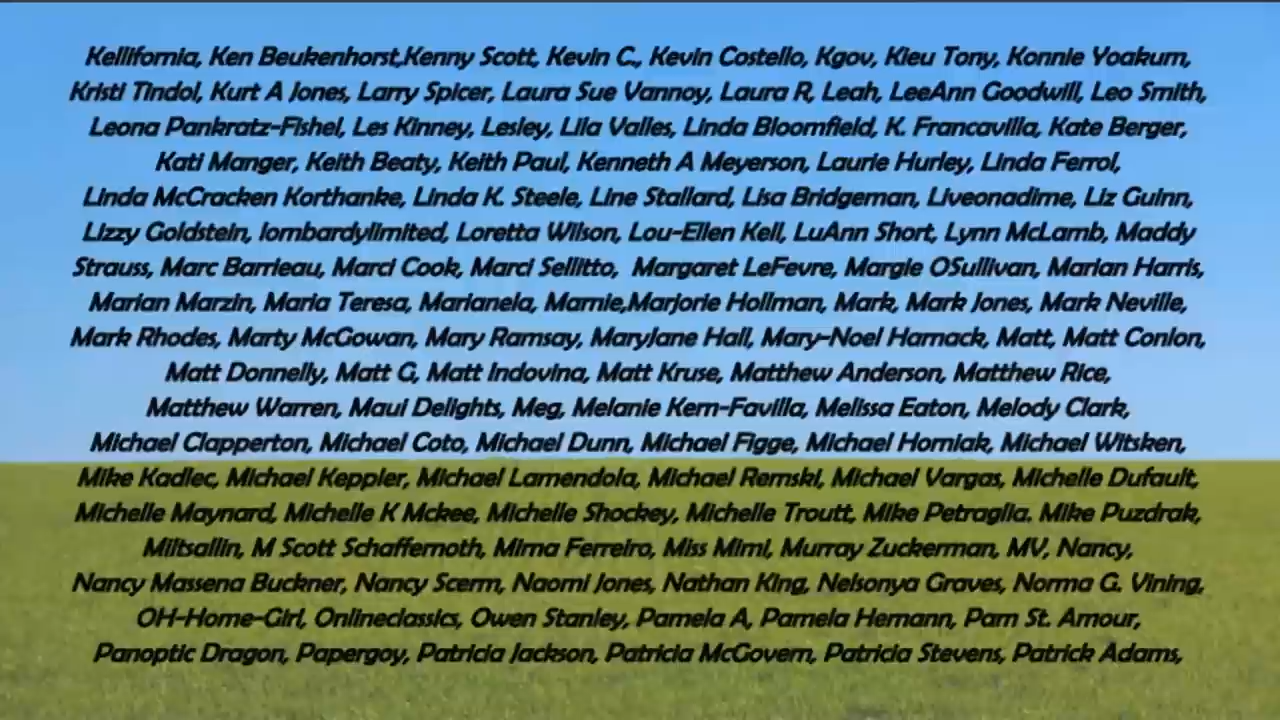 Kellifornia, Ken Beukenhorst,Kenny Scott, Kevin C., Kevin Costello, Kgov, Kieu Tony, Konnie Yoakum,
Kristi Tindol, Kurt A Jones, Larry Spicer, Laura Sue Vannoy, Laura R, Leah, LeeAnn Goodwill, Leo Smith,
Leona Pankratz-Fishel, Les Kinney, Lesley, Lila Valles, Linda Bloomfield, K. Francavilla, Kate Berger,
Kati Manger, Keith Beaty, Keith Paul, Kenneth A Meyerson, Laurie Hurley, Linda Ferrol,
Linda McCracken Korthanke, Linda K. Steele, Line Stallard, Lisa Bridgeman, Liveonadime, Liz Guinn,
Lizzy Goldstein, lombardylimited, Loretta Wilson, Lou-Ellen Keil, LuAnn Short, Lynn McLamb, Maddy
Strauss, Marc Barrieau, Marci Cook, Marci Sellitto, Margaret LeFevre, Margie OSullivan, Marian Harris,
Marian Marzin, Maria Teresa, Marianela, Marnie,Marjorie Hollman, Mark, Mark Jones, Mark Neville,
Mark Rhodes, Marty McGowan, Mary Ramsay, MaryJane Hall, Mary-Noel Harnack, Matt, Matt Conlon,
Matt Donnelly, Matt G, Matt Indovina, Matt Kruse, Matthew Anderson, Matthew Rice,
Matthew Warren, Maui Delights, Meg, Melanie Kern-Favilla, Melissa Eaton, Melody Clark,
Michael Clapperton, Michael Coto, Michael Dunn, Michael Figge, Michael Horniak, Michael Witsken,
Mike Kadlec, Michael Keppler, Michael Lamendola, Michael Remski, Michael Vargas, Michelle Dufault,
Michelle Maynard, Michelle K Mckee, Michelle Shockey, Michelle Troutt, Mike Petraglia. Mike Puzdrak,
Miltsallin, M Scott Schaffernoth, Mirna Ferreiro, Miss Mimi, Murray Zuckerman, MV, Nancy,
Nancy Massena Buckner, Nancy Scerm, Naomi Jones, Nathan King, Nelsonya Graves, Norma G. Vining,
OH-Home-Girl, Onlineclassics, Owen Stanley, Pamela A, Pamela Hemann, Pam St. Amour,
Panoptic Dragon, Papergoy, Patricia Jackson, Patricia McGovern, Patricia Stevens, Patrick Adams,